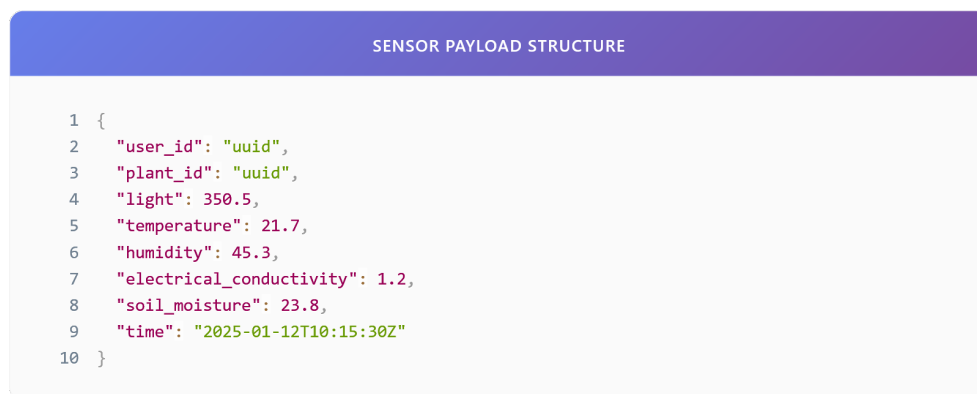 SENSOR PAYLOAD STRUCTURE
1 {
2 "user_id": "uuid",
3 "plant_id": "uuid",
4 "light": 350.5,
5 "temperature": 21.7,
6 "humidity": 45.3,
7 "electrical_conductivity": 1.2,
8 "soil_moisture": 23.8,
9 "time": "2025-01-12T10:15:30Z"
10 }